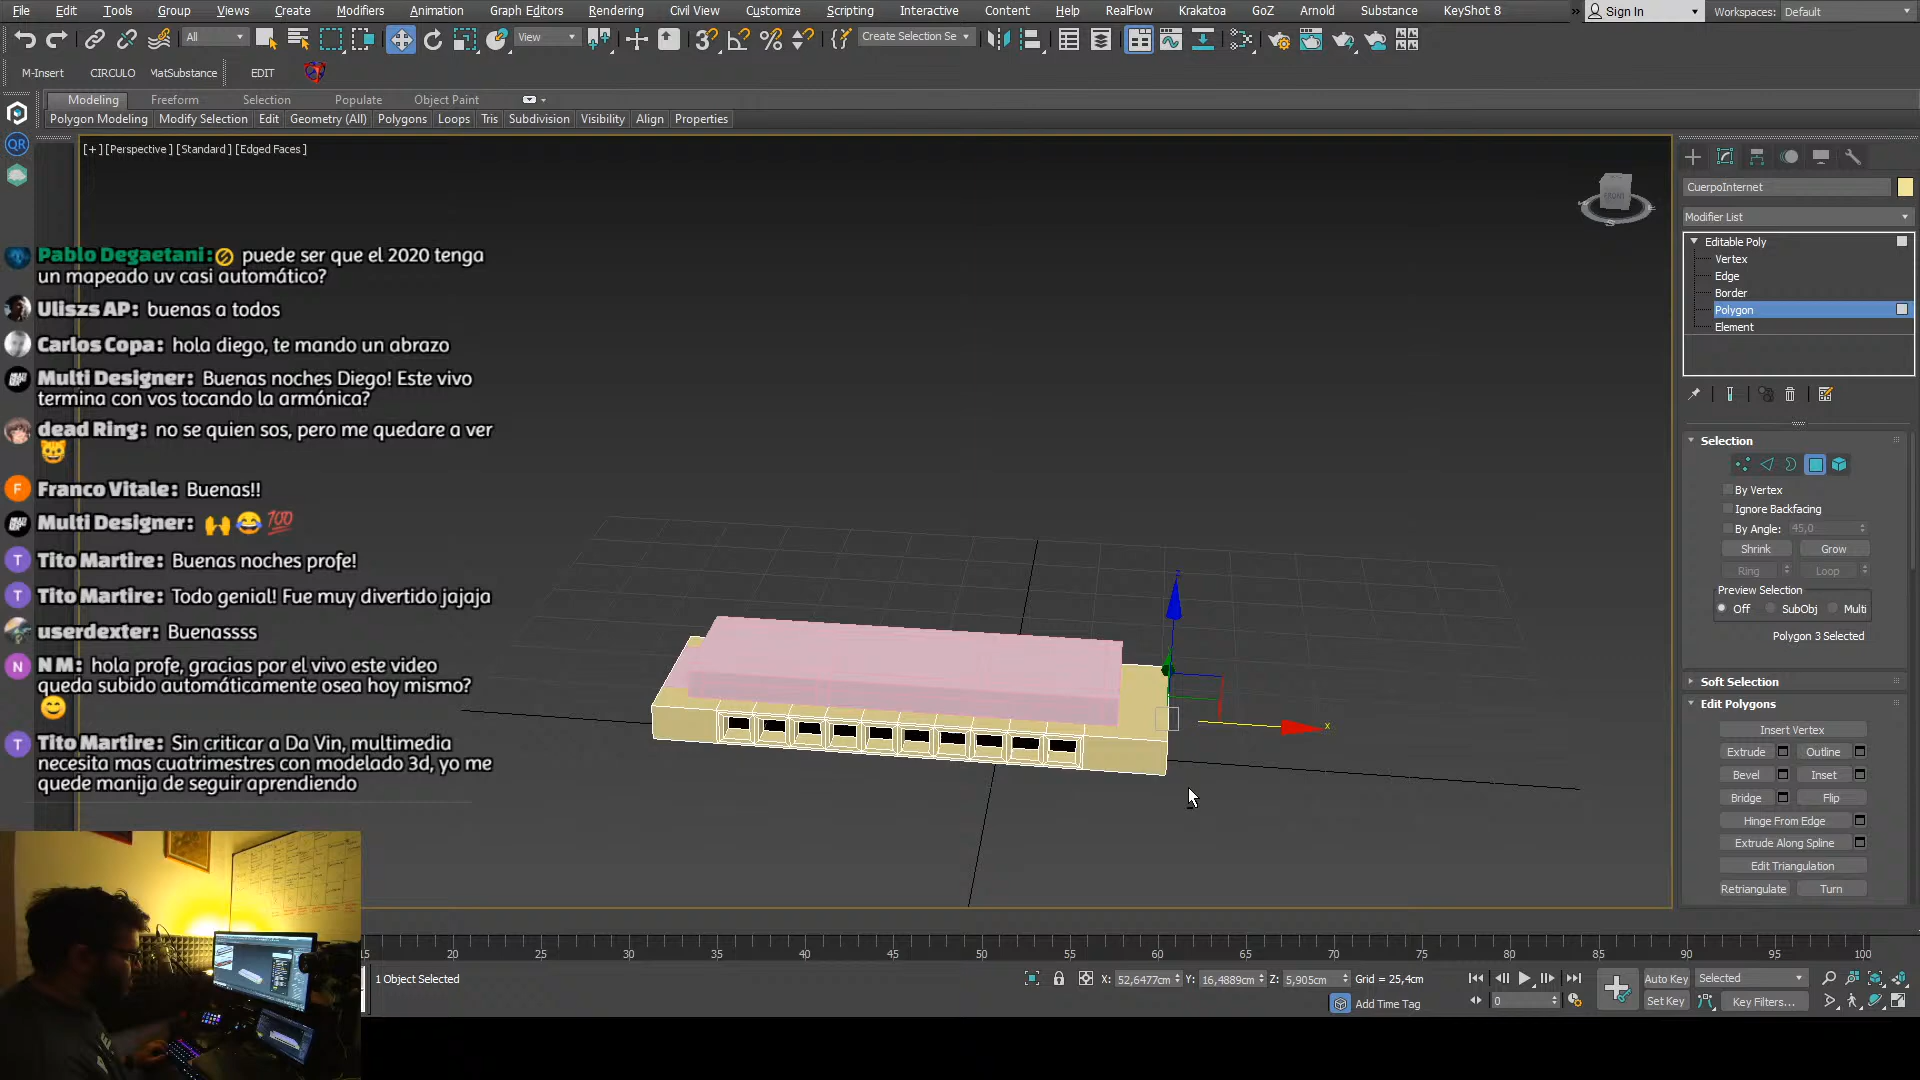 File Edit Tools Group Views Create Modifiers Animation Graph Editors Rendering Civil View Customize Scripting Interactive Content Help RealFlow Krakatoa GoZ Arnold Substance KeyShot 8 » Sign In Workspaces: Default
All View Create Selection Se
M-Insert CIRCULO MatSubstance EDIT
Modeling Freeform Selection Populate Object Paint
Polygon Modeling Modify Selection Edit Geometry (All) Polygons Loops Tris Subdivision Visibility Align Properties
[+] [Perspective ] [Standard ] [Edged Faces ]
QR
CuerpoInternet
Modifier List
Editable Poly
Vertex
Edge
Border
Polygon
Element
FRONT
Pablo Degaetani: puede ser que el 2020 tenga
un mapeado uv casi automático?
Uliszs AP: buenas a todos
Carlos Copa: hola diego, te mando un abrazo
Multi Designer: Buenas noches Diego! Este vivo
termina con vos tocando la armónica?
dead Ring: no se quien sos, pero me quedare a ver
😺
F Franco Vitale: Buenas!!
Multi Designer: 🙌😂💯
T Tito Martire: Buenas noches profe!
T Tito Martire: Todo genial! Fue muy divertido jajaja
userdexter: Buenassss
N N M: hola profe, gracias por el vivo este video
queda subido automáticamente osea hoy mismo?
😊
T Tito Martire: Sin criticar a Da Vin, multimedia
necesita mas cuatrimestres con modelado 3d, yo me
quede manija de seguir aprendiendo
z
x
Selection
By Vertex
Ignore Backfacing
By Angle: 45,0
Shrink Grow
Ring Loop
Preview Selection
Off SubObj Multi
Polygon 3 Selected
Soft Selection
Edit Polygons
Insert Vertex
Extrude Outline
Bevel Inset
Bridge Flip
Hinge From Edge
Extrude Along Spline
Edit Triangulation
Retriangulate Turn
15 20 25 30 35 40 45 50 55 60 65 70 75 80 85 90 95 100
1 Object Selected X: 52,6477cm Y: 16,4889cm Z: 5,905cm Grid = 25,4cm Auto Key Selected
Add Time Tag 0 Set Key Key Filters...